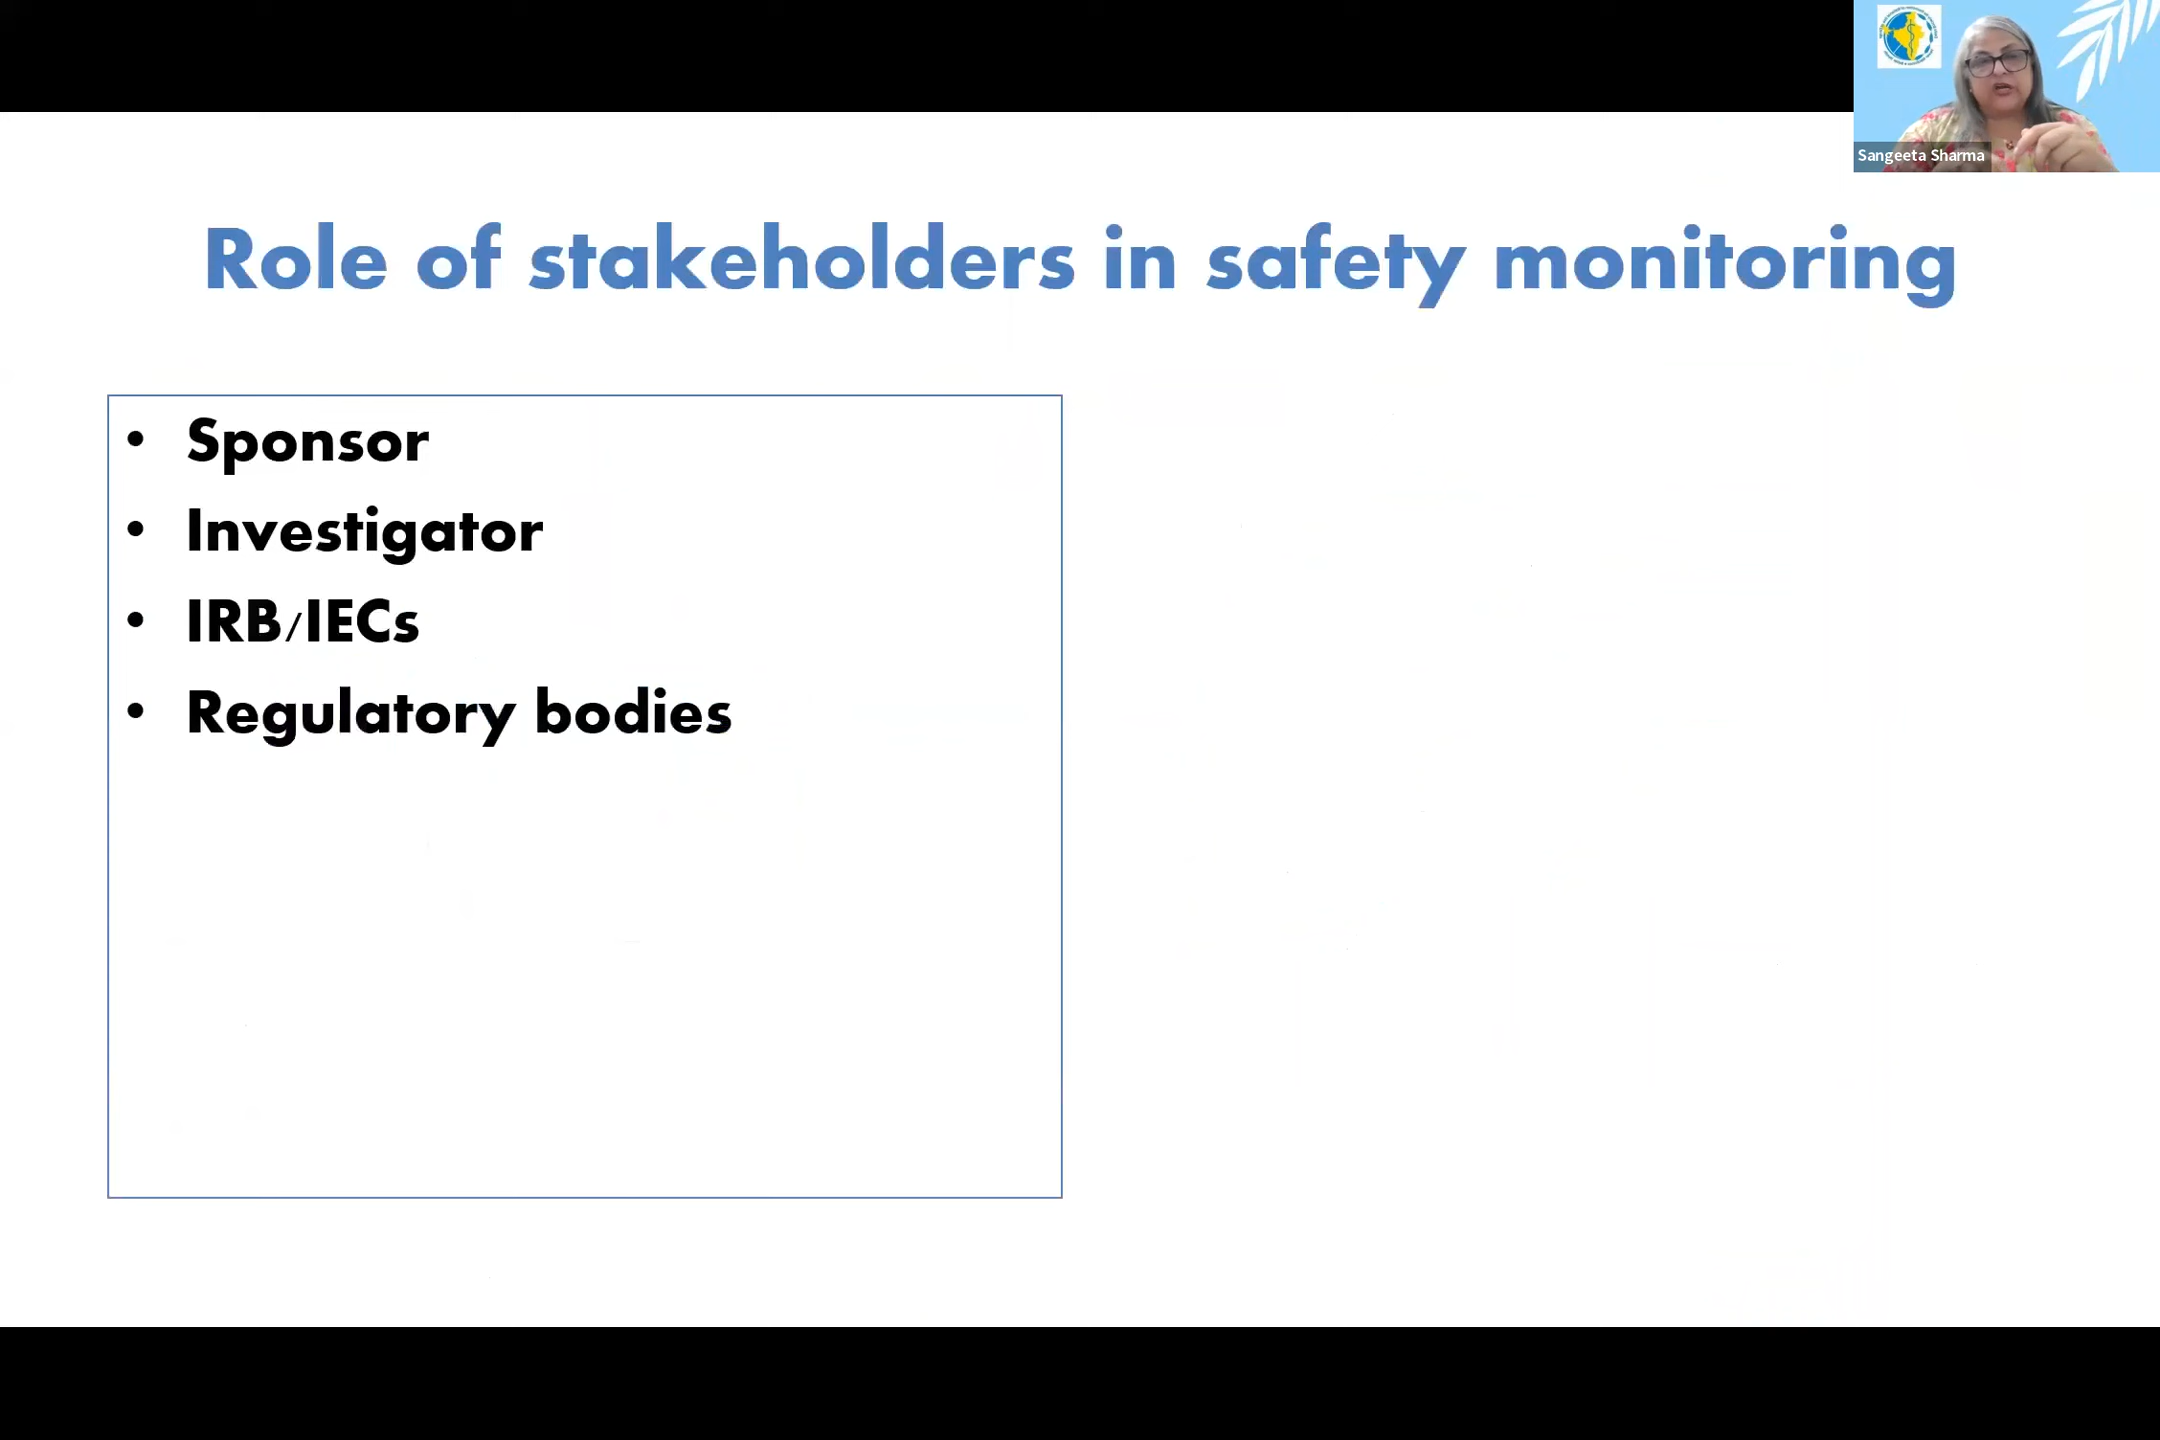 Sangeeta Sharma
Role of stakeholders in safety monitoring
• Sponsor
• Investigator
• IRB/IECs
• Regulatory bodies